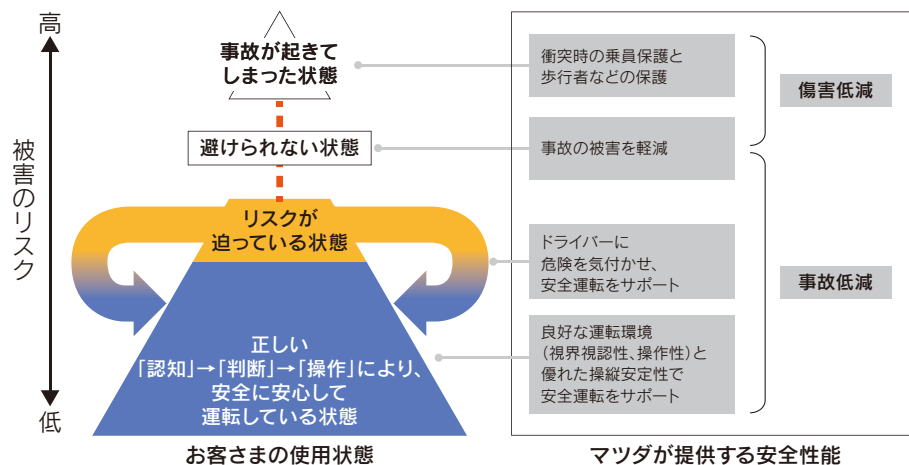 高
被害のリスク
低
事故が起きて
しまった状態
避けられない状態
リスクが
迫っている状態
正しい
「認知」→「判断」→「操作」により、
安全に安心して
運転している状態
お客さまの使用状態
衝突時の乗員保護と
歩行者などの保護
事故の被害を軽減
ドライバーに
危険を気付かせ、
安全運転をサポート
良好な運転環境
（視界視認性、操作性）と
優れた操縦安定性で
安全運転をサポート
傷害低減
事故低減
マツダが提供する安全性能